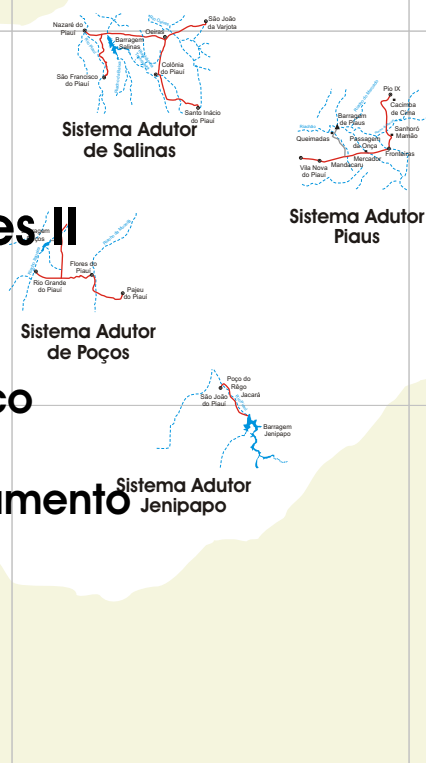 Nazaré do
Piauí
Oeiras
São João
da Varjota
Barragem
Salinas
Colônia
do Piauí
São Francisco
do Piauí
Santo Inácio
do Piauí
Sistema Adutor
de Salinas
Pio IX
Cacimba
de Cima
Barragem
de Piaus
Sanhoró
Mamão
Queimadas
Passagem
de Onça
Fronteiras
Mercador
Mandacaru
Vila Nova
do Piauí
Sistema Adutor
Piaus
es II
Flores do
Piauí
Rio Grande
do Piauí
Pajeu
do Piauí
Sistema Adutor
de Poços
co
Poço do
Rêgo
Jacará
São João
do Piauí
Barragem
Jenipapo
amento
Sistema Adutor
Jenipapo